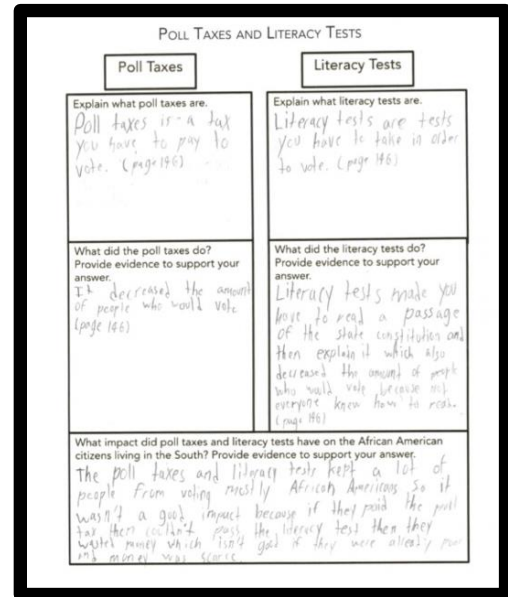 POLL TAXES AND LITERACY TESTS
Poll Taxes
Explain what poll taxes are.
Poll taxes is a tax
you have to pay to
vote. (page 146)
What did the poll taxes do?
Provide evidence to support your
answer.
It decreased the amount
of people who would vote
(page 146)
Literacy Tests
Explain what literacy tests are.
Literacy tests are tests
you have to take in order
to vote. (page 146)
What did the literacy tests do?
Provide evidence to support your
answer.
Literacy tests made you
have to read a passage
of the state constitution and
then explain it which also
decreased the amount of people
who would vote because not
everyone knew how to read.
(page 146)
What impact did poll taxes and literacy tests have on the African American
citizens living in the South? Provide evidence to support your answer.
The poll taxes and literacy tests kept a lot of
people from voting mostly African Americans So it
wasn't a good impact because if they paid the poll
tax then couldn't pass the literacy test then they
wasted money which isn't good if they were already poor
and money was scarce.